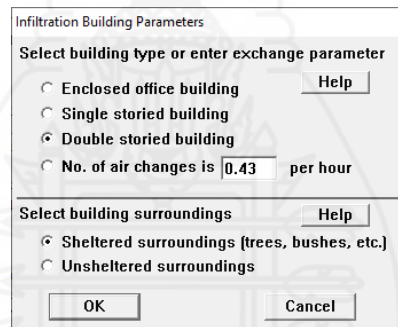 Infiltration Building Parameters
Select building type or enter exchange parameter
Enclosed office building Help
Single storied building
Double storied building
No. of air changes is 0.43 per hour
Select building surroundings Help
Sheltered surroundings (trees, bushes, etc.)
Unsheltered surroundings
OK Cancel